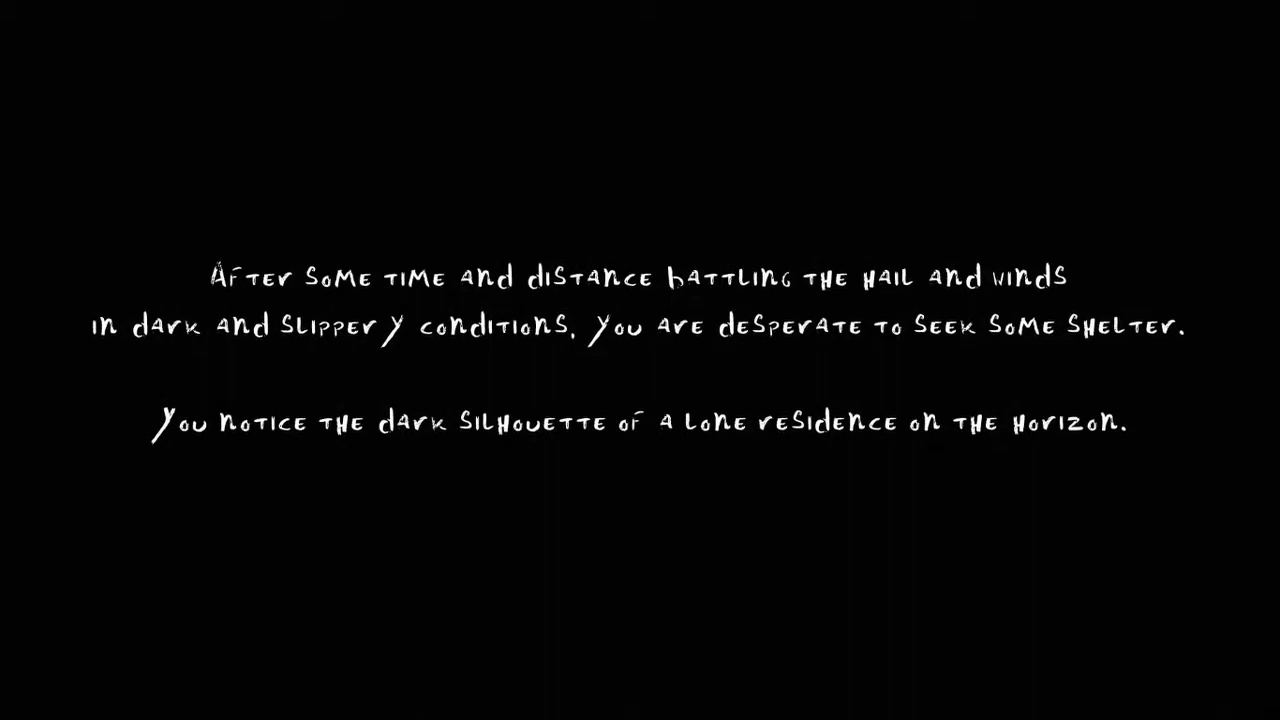 After some time and distance battling the hail and winds
in dark and slippery conditions, you are desperate to seek some shelter.
You notice the dark silhouette of a lone residence on the horizon.